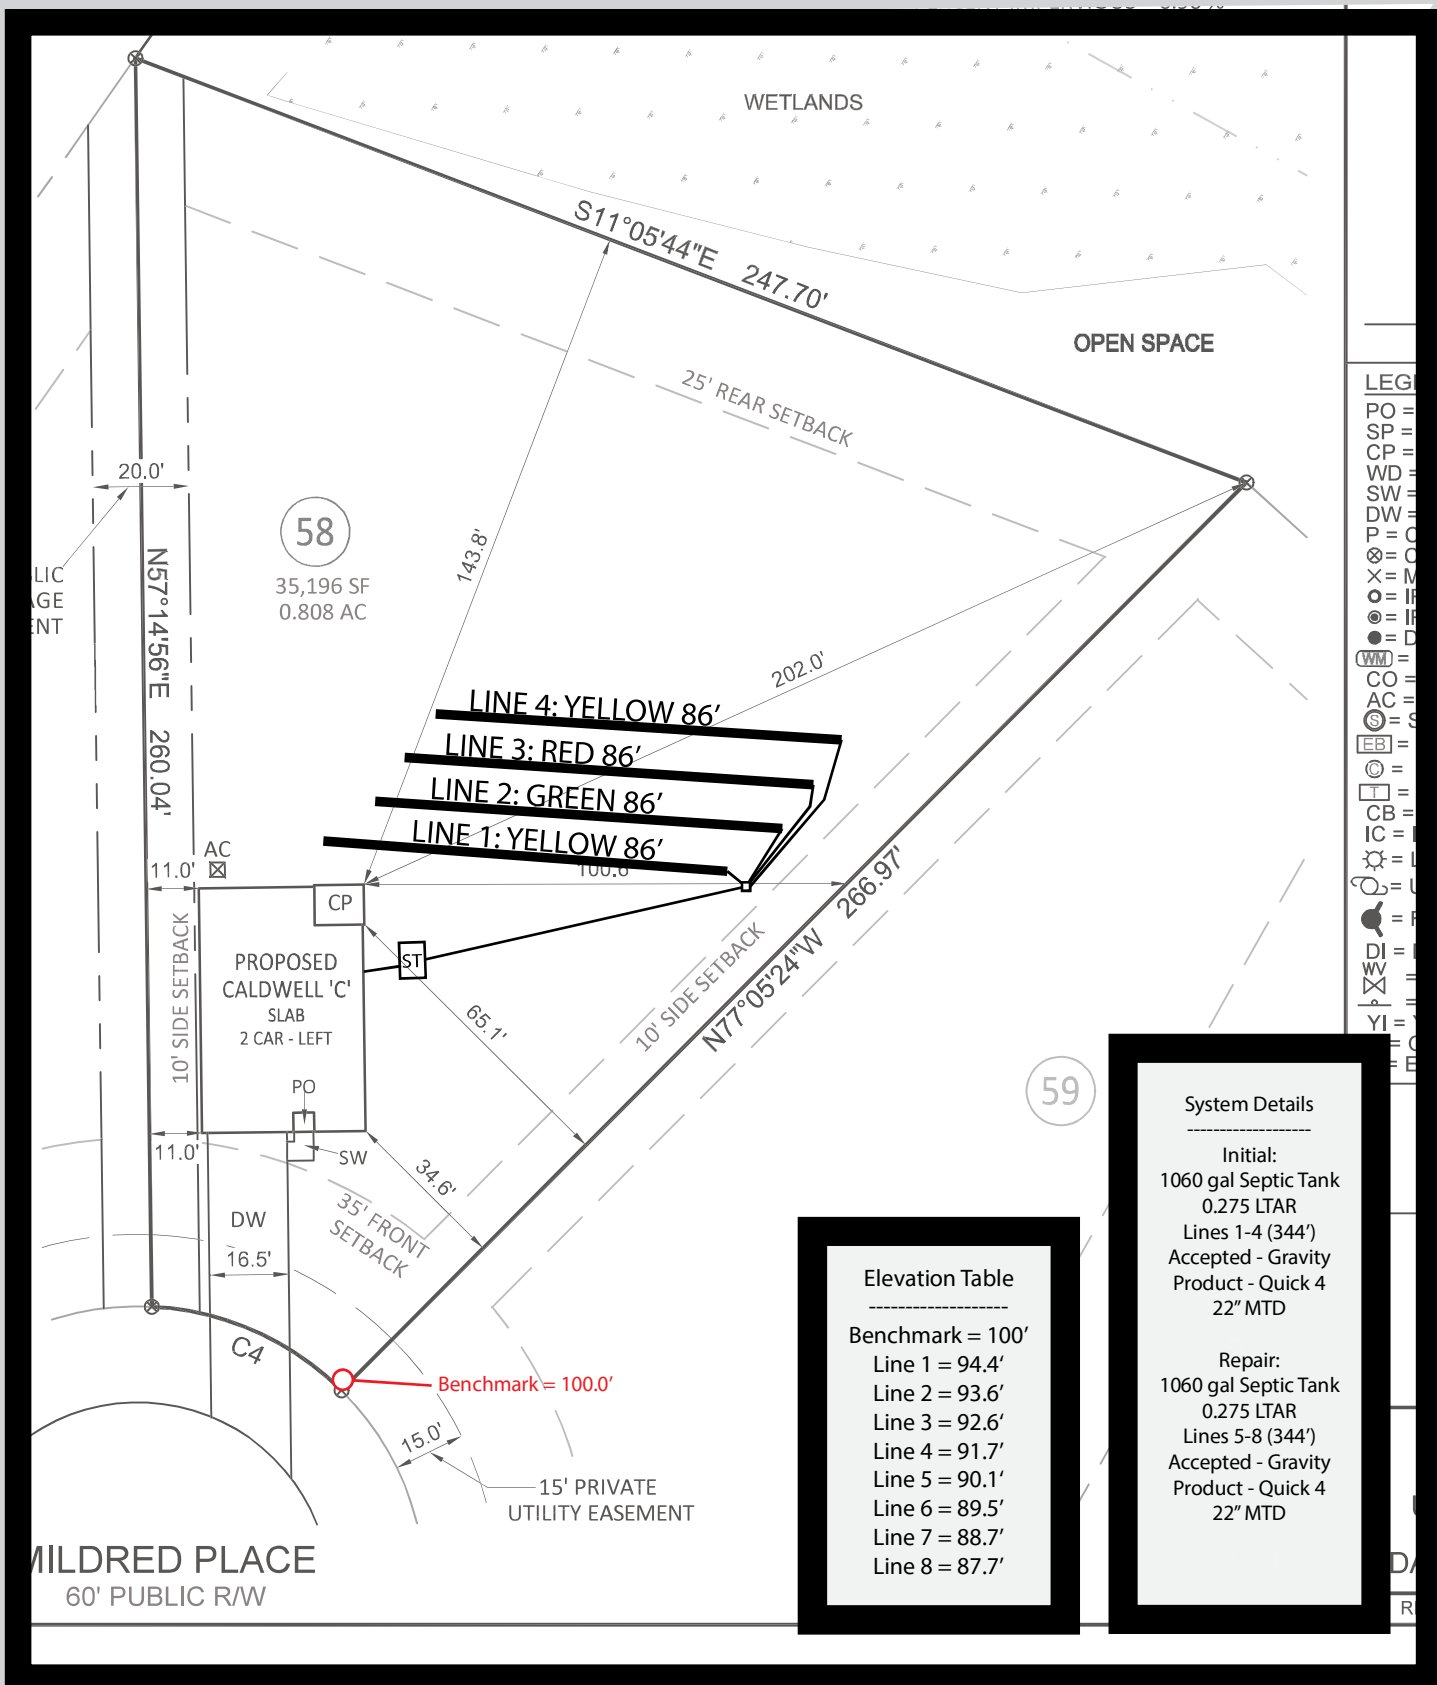 WETLANDS
S11°05'44"E 247.70'
OPEN SPACE
25' REAR SETBACK
20.0'
58
35,196 SF
0.808 AC
143.8'
N57°14'56"E 260.04'
202.0'
LINE 4: YELLOW 86’
LINE 3: RED 86’
LINE 2: GREEN 86’
LINE 1: YELLOW 86’
100.6
AC
11.0'
CP
ST
266.97'
N77°05'24"W
10' SIDE SETBACK
10' SIDE SETBACK
PROPOSED
CALDWELL 'C'
SLAB
2 CAR - LEFT
65.1'
PO
SW
11.0'
34.6'
35' FRONT
SETBACK
DW
16.5'
C4
59
Benchmark = 100.0’
15.0'
15' PRIVATE
UTILITY EASEMENT
MILDRED PLACE
60' PUBLIC R/W
Elevation Table
-------------------
Benchmark = 100’
Line 1 = 94.4‘
Line 2 = 93.6’
Line 3 = 92.6’
Line 4 = 91.7’
Line 5 = 90.1‘
Line 6 = 89.5’
Line 7 = 88.7’
Line 8 = 87.7’
System Details
-------------------
Initial:
1060 gal Septic Tank
0.275 LTAR
Lines 1-4 (344’)
Accepted - Gravity
Product - Quick 4
22” MTD
Repair:
1060 gal Septic Tank
0.275 LTAR
Lines 5-8 (344’)
Accepted - Gravity
Product - Quick 4
22” MTD
PO =
SP =
CP =
WD =
SW =
DW =
P =
WM =
CO =
AC =
S =
EB =
C =
T =
CB =
IC =
DI =
WV =
YI =